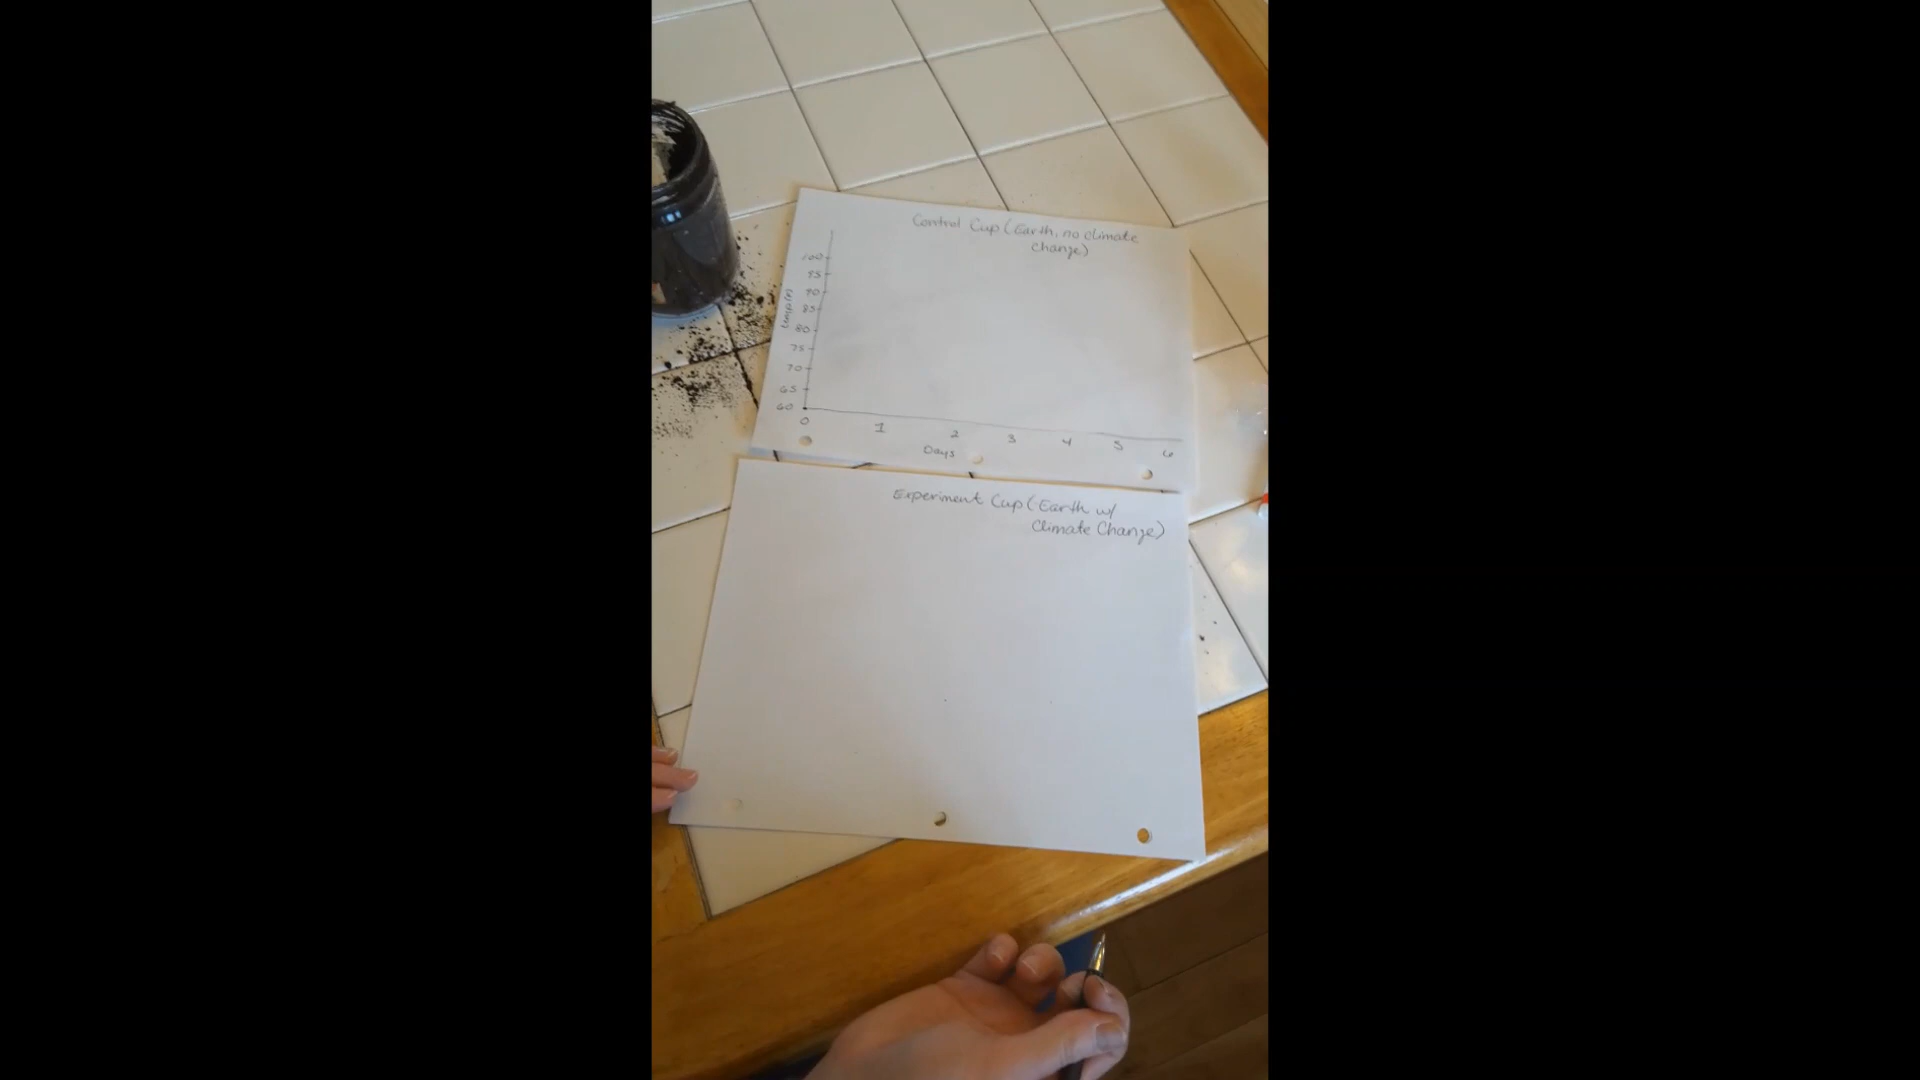 Control Cup (Earth, no climate
change)
100
95
90
85
80
75
70
65
60
temp (F)
0 1 2 3 4 5 6
Days
Experiment Cup (Earth w/
Climate Change)